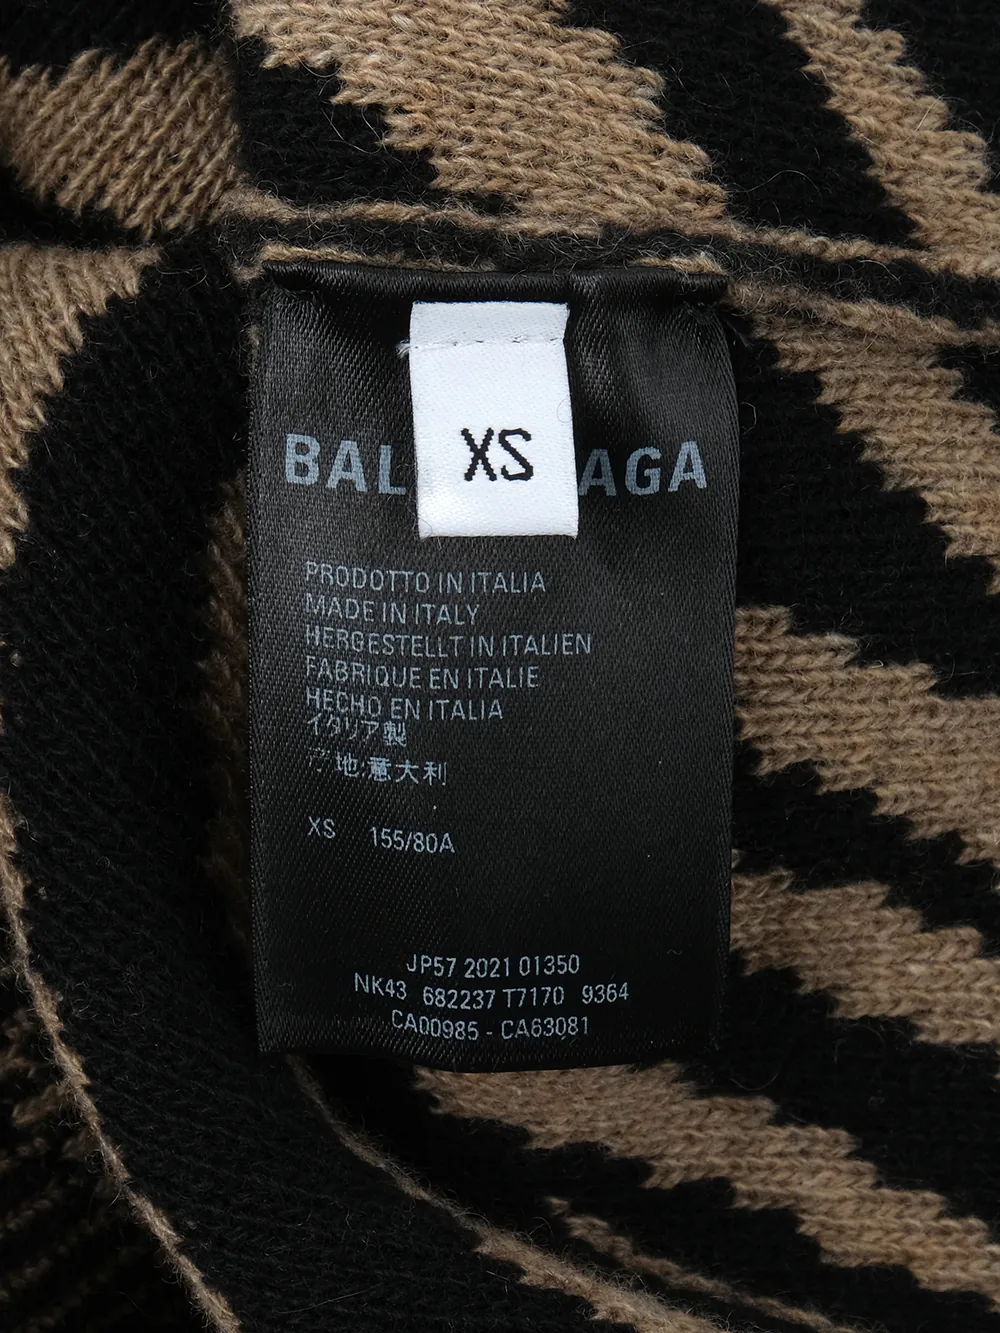 XS
BAL AGA
PRODOTTO IN ITALIA
MADE IN ITALY
HERGESTELLT IN ITALIEN
FABRIQUE EN ITALIE
HECHO EN ITALIA
イタリア製
地:意大利
XS 155/80A
JP57 2021 01350
NK43 682237 T7170 9364
CA00985 - CA63081